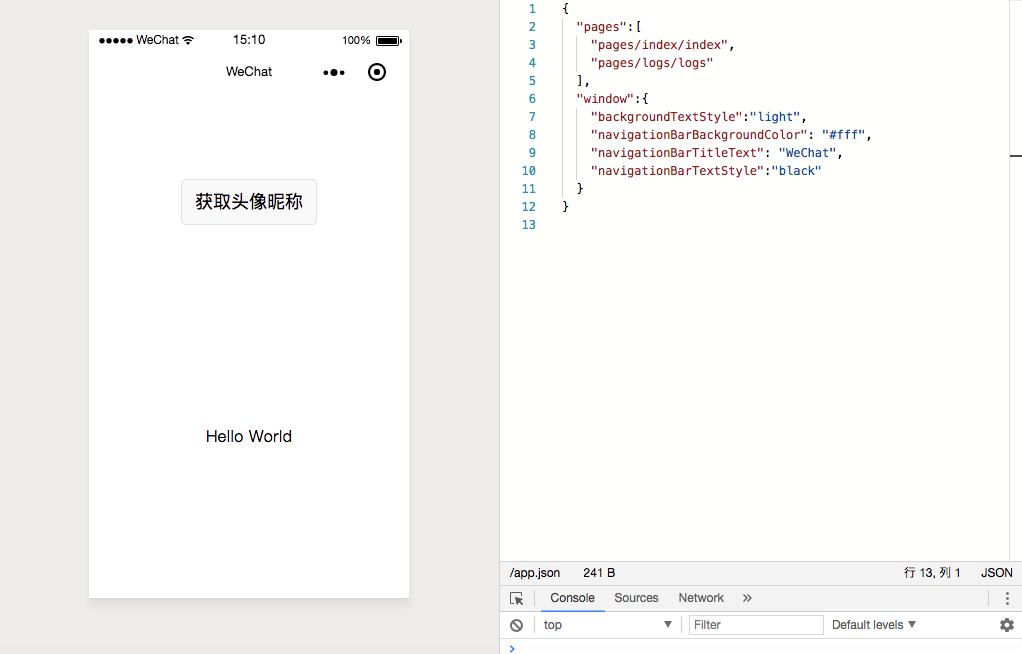 WeChat 15:10 100%
WeChat
获取头像昵称
Hello World
1 {
2 "pages":[
3 "pages/index/index",
4 "pages/logs/logs"
5 ],
6 "window":{
7 "backgroundTextStyle":"light",
8 "navigationBarBackgroundColor": "#fff",
9 "navigationBarTitleText": "WeChat",
10 "navigationBarTextStyle":"black"
11 }
12 }
13
/app.json 241 B 行 13, 列 1 JSON
Console Sources Network »
top Filter Default levels